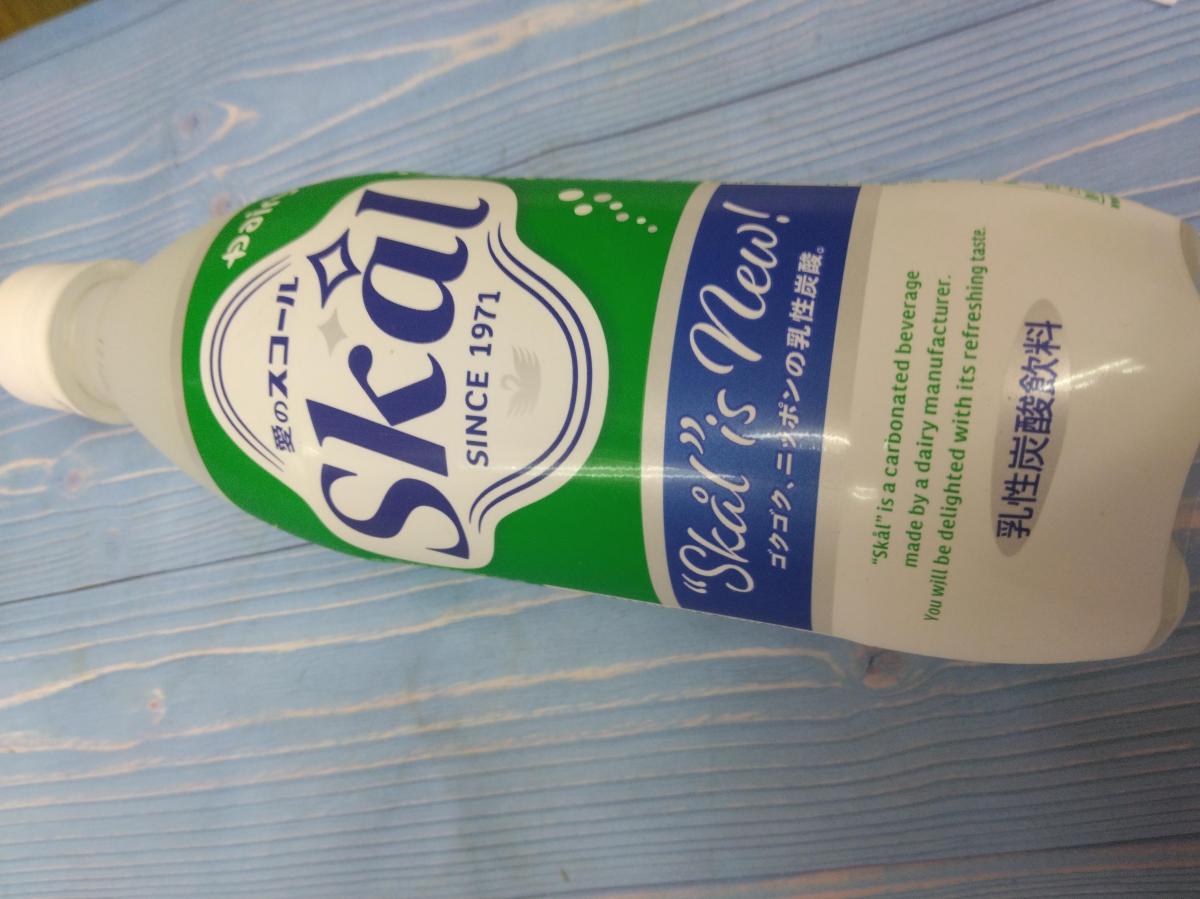 愛のスコール
Skål
SINCE 1971
"Skål" is New!
ゴクゴク、ニッポンの乳性炭酸。
"Skål" is a carbonated beverage
made by a dairy manufacturer.
You will be delighted with its refreshing taste.
乳性炭酸飲料